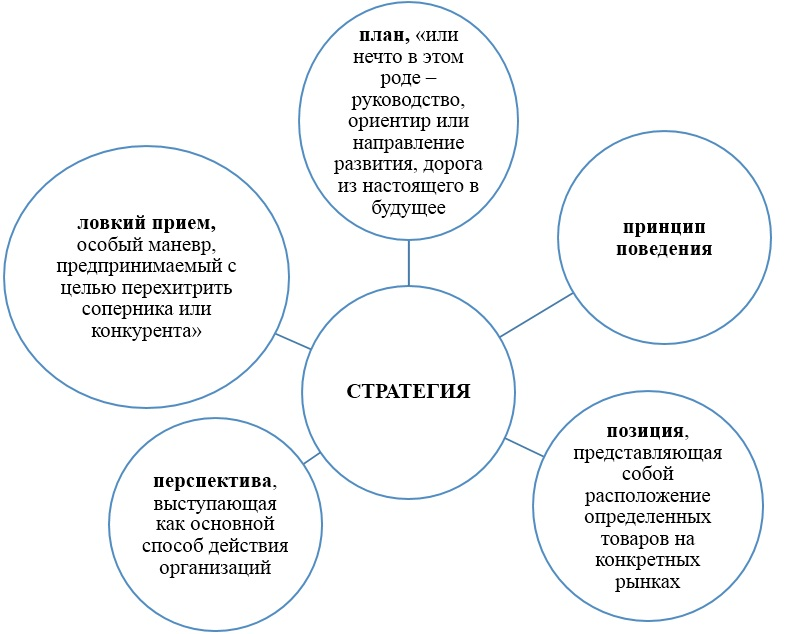 план, «или
нечто в этом
роде –
руководство,
ориентир или
направление
развития, дорога
из настоящего в
будущее
принцип
поведения
позиция,
представляющая
собой
расположение
определенных
товаров на
конкретных
рынках
перспектива,
выступающая
как основной
способ действия
организаций
ловкий прием,
особый маневр,
предпринимаемый с
целью перехитрить
соперника или
конкурента»
СТРАТЕГИЯ